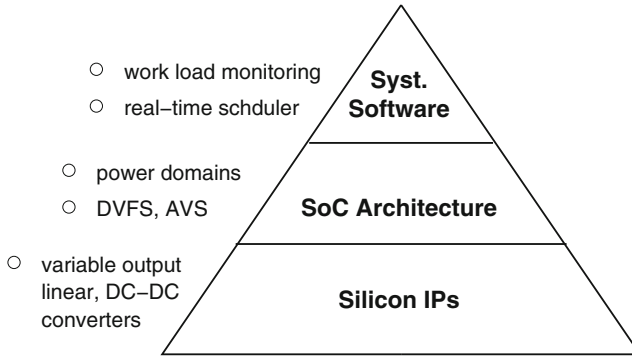 work load monitoring
real−time schduler
Syst.
Software
power domains
DVFS, AVS
SoC Architecture
variable output
linear, DC−DC
converters
Silicon IPs